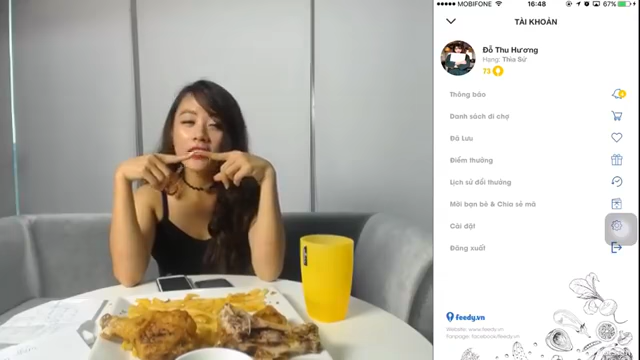 MOBIFONE 16:48 67%
TÀI KHOẢN
Đỗ Thu Hương
Hạng: Thìa Sứ
73
Thông báo
Danh sách đi chợ
Đã Lưu
Điểm thưởng
Lịch sử đổi thưởng
Mời bạn bè & Chia sẻ mã
Cài đặt
Đăng xuất
feedy.vn
Website: www.feedy.vn
Fanpage: facebook/feedy.vn